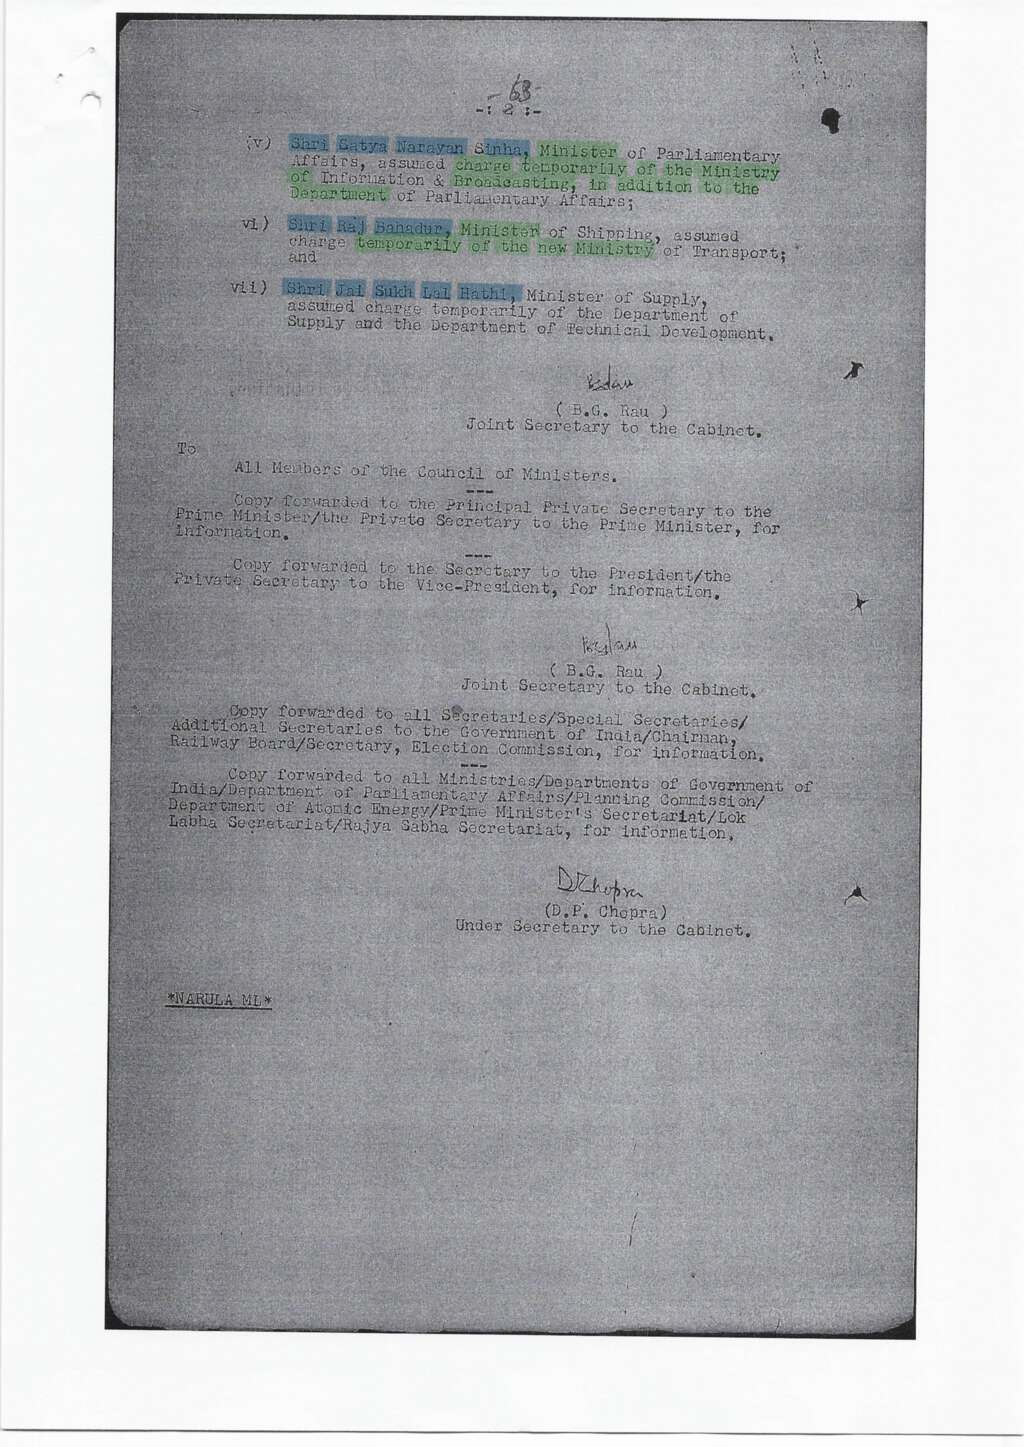 - 63 -
-: 2 :-
(v) Shri Satya Narayan Sinha, Minister of Parliamentary
Affairs, assumed charge temporarily of the Ministry
of Information & Broadcasting, in addition to the
Department of Parliamentary Affairs;
vi) Shri Raj Bahadur, Minister of Shipping, assumed
charge temporarily of the new Ministry of Transport;
and
vii) Shri Jai Sukh Lal Hathi, Minister of Supply,
assumed charge temporarily of the Department of
Supply and the Department of Technical Development.
( B.G. Rau )
Joint Secretary to the Cabinet.
To
All Members of the Council of Ministers.
---
Copy forwarded to the Principal Private Secretary to the
Prime Minister/the Private Secretary to the Prime Minister, for
information.
---
Copy forwarded to the Secretary to the President/the
Private Secretary to the Vice-President, for information.
( B.G. Rau )
Joint Secretary to the Cabinet.
Copy forwarded to all Secretaries/Special Secretaries/
Additional Secretaries to the Government of India/Chairman,
Railway Board/Secretary, Election Commission, for information.
---
Copy forwarded to all Ministries/Departments of Government of
India/Department of Parliamentary Affairs/Planning Commission/
Department of Atomic Energy/Prime Minister's Secretariat/Lok
Labha Secretariat/Rajya Sabha Secretariat, for information.
DPChopra
(D.P. Chopra)
Under Secretary to the Cabinet.
*NARULA ML*